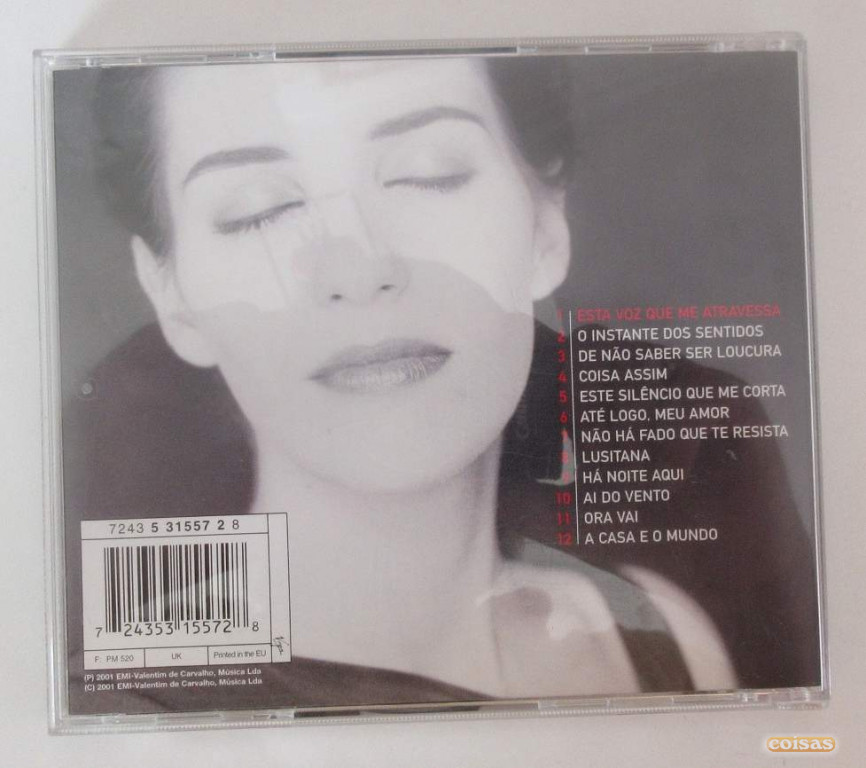 1 ESTA VOZ QUE ME ATRAVESSA
2 O INSTANTE DOS SENTIDOS
3 DE NÃO SABER SER LOUCURA
4 COISA ASSIM
5 ESTE SILÊNCIO QUE ME CORTA
6 ATÉ LOGO, MEU AMOR
7 NÃO HÁ FADO QUE TE RESISTA
8 LUSITANA
9 HÁ NOITE AQUI
10 AI DO VENTO
11 ORA VAI
12 A CASA E O MUNDO
7243 5 31557 2 8
7 24353 15572 8
F: PM 520 UK Printed in the EU
Virgin
(P) 2001 EMI-Valentim de Carvalho, Música Lda
(C) 2001 EMI-Valentim de Carvalho, Música Lda
coisas